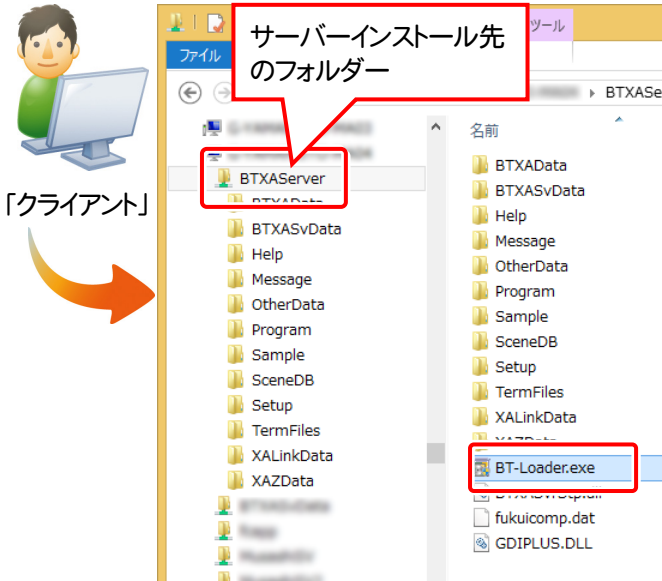 サーバーインストール先
のフォルダー
ツール
ファイル
BTXASe
「クライアント」
BTXAServer
BTXAData
BTXASvData
Help
Message
OtherData
Program
Sample
SceneDB
Setup
TermFiles
XALinkData
XAZData
名前
BTXAData
BTXASvData
Help
Message
OtherData
Program
Sample
SceneDB
Setup
TermFiles
XALinkData
XAZData
BT-Loader.exe
fukuicomp.dat
GDIPLUS.DLL